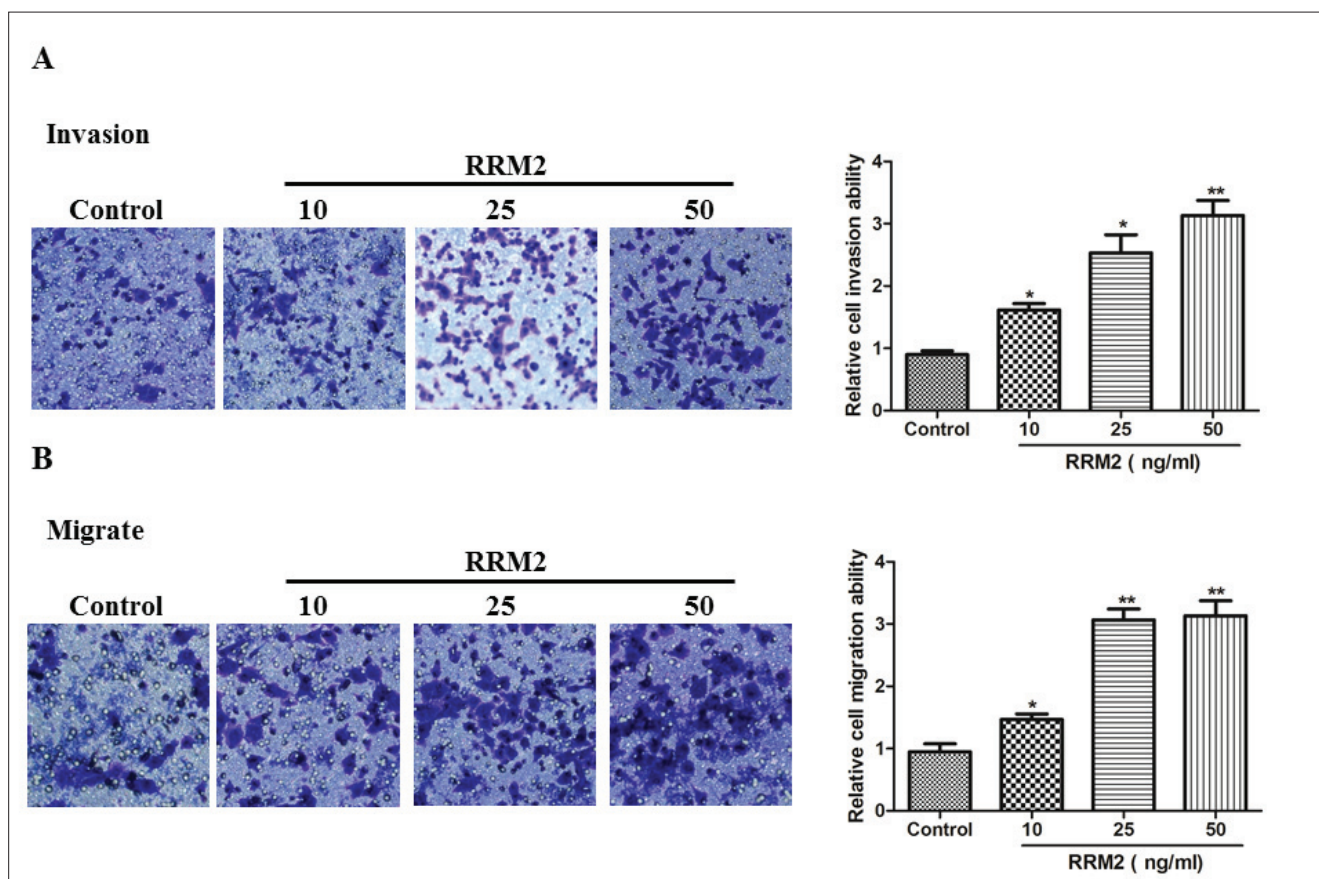 A
Invasion
RRM2
Control 10 25 50
Relative cell invasion ability
4
3
2
1
0
*
*
**
Control 10 25 50
RRM2 ( ng/ml)
B
Migrate
RRM2
Control 10 25 50
Relative cell migration ability
4
3
2
1
0
*
**
**
Control 10 25 50
RRM2 ( ng/ml)